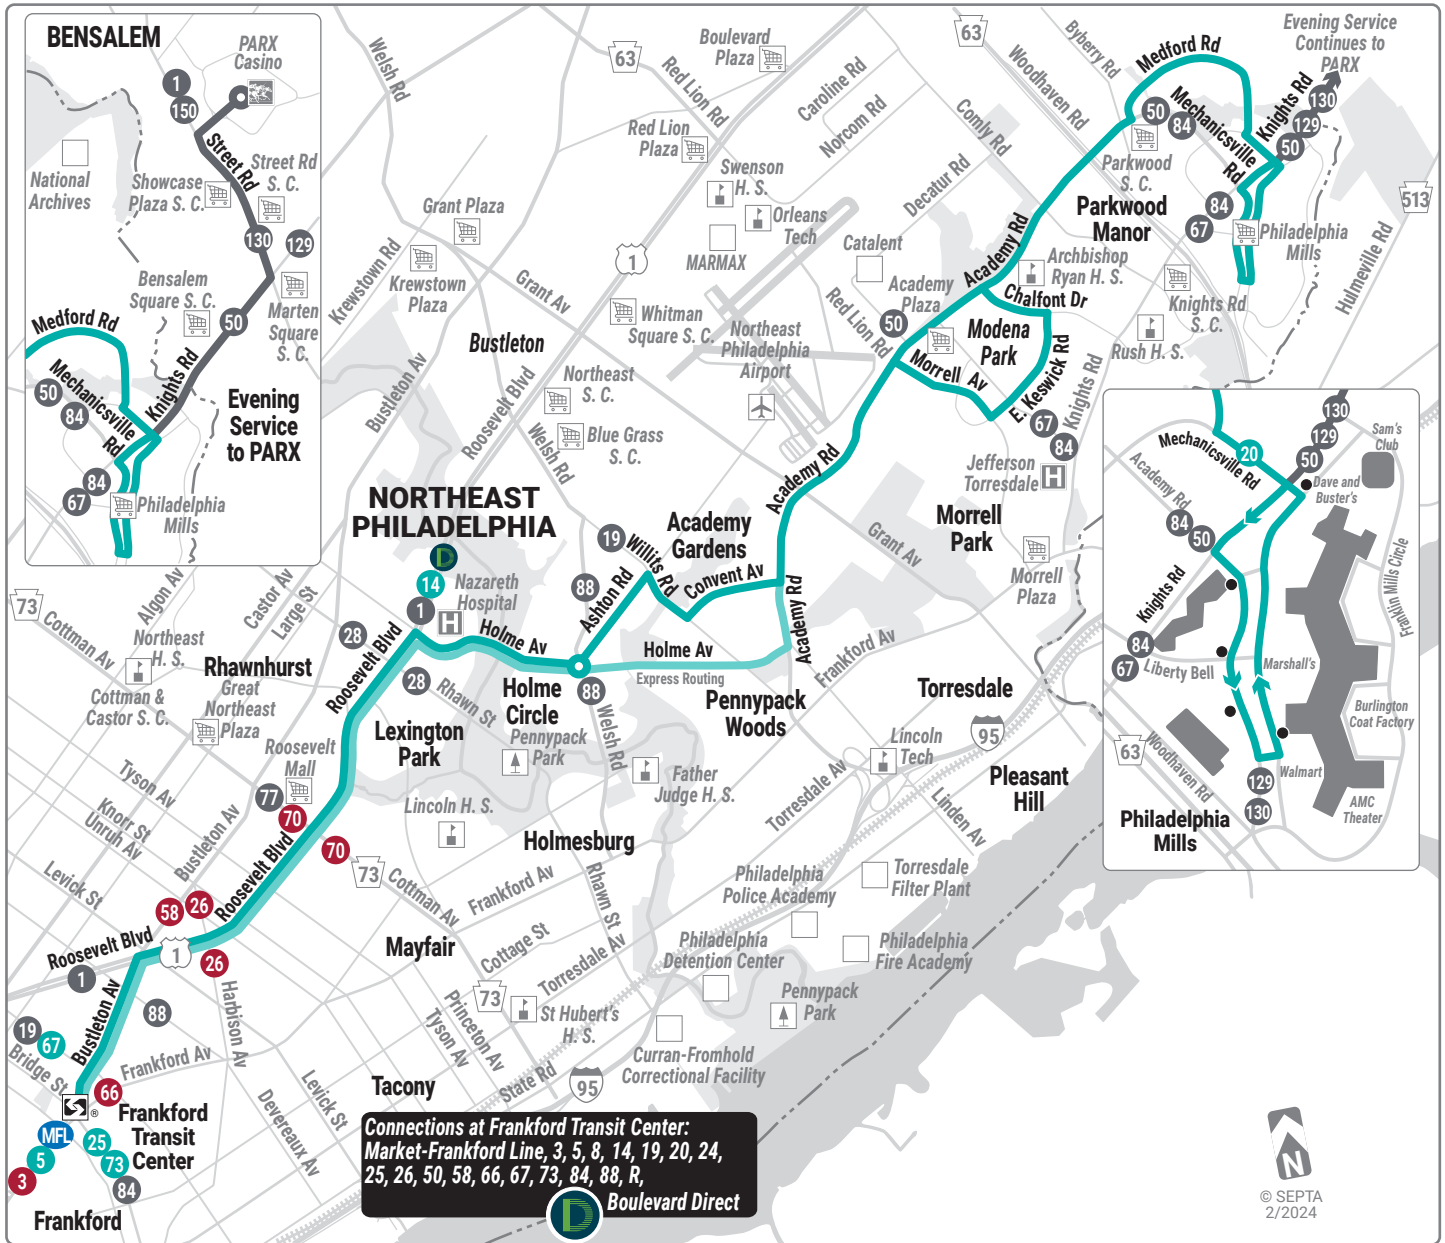 BENSALEM
PARX
Casino
1
150
Street Rd
Street Rd
S. C.
National
Archives
Showcase
Plaza S. C.
130
129
Bensalem
Square S. C.
Marten
Square
S. C.
50
Medford Rd
Mechanicsville
Rd
Knights Rd
50
84
84
67
Philadelphia
Mills
Evening
Service
to PARX
Welsh Rd
63
Red Lion Rd
Boulevard
Plaza
Caroline Rd
Norcom Rd
Red Lion
Plaza
Swenson
H. S.
Orleans
Tech
MARMAX
Grant Plaza
Krewstown Rd
Krewstown
Plaza
Grant Av
1
Whitman
Square S. C.
Northeast
Philadelphia
Airport
Bustleton
Bustleton Av
Roosevelt Blvd
Northeast
S. C.
Welsh Rd
Blue Grass
S. C.
63
Woodhaven Rd
Byberry Rd
Comly Rd
Decatur Rd
Catalent
Red Lion Rd
Academy
Plaza
50
Academy Rd
Medford Rd
Evening Service
Continues to
PARX
Knights Rd
130
129
50
50
84
Mechanicsville
Rd
Parkwood
S. C.
Parkwood
Manor
84
67
Philadelphia
Mills
513
Hulmeville Rd
Archbishop
Ryan H. S.
Chalfont Dr
Modena
Park
Morrell Av
E. Keswick Rd
Knights Rd
67
84
Knights Rd
S. C.
Rush H. S.
Jefferson
Torresdale
H
Morrell
Park
Morrell
Plaza
Grant Av
Academy Rd
NORTHEAST
PHILADELPHIA
D
14
1
Nazareth
Hospital
H
Academy
Gardens
19
Willits Rd
Convent Av
88
Ashton Rd
Academy Rd
Holme Av
Holme Av
Express Routing
Holme
Circle
88
Welsh Rd
Pennypack
Woods
Frankford Av
Torresdale
73
Cottman Av
Algon Av
Castor Av
Large St
Northeast
H. S.
Cottman &
Castor S. C.
Rhawnhurst
Great
Northeast
Plaza
28
Roosevelt Blvd
28
Rhawn St
Lexington
Park
Pennypack
Park
Roosevelt
Mall
77
70
70
73
Cottman Av
Lincoln H. S.
Father
Judge H. S.
Holmesburg
Lincoln
Tech
95
Pleasant
Hill
Torresdale Av
Linden Av
Tyson Av
Knorr St
Unruh Av
Levick St
Bustleton Av
Roosevelt Blvd
58
26
Roosevelt Blvd
1
26
1
Frankford Av
Rhawn St
Mayfair
Cottage St
Torresdale Av
73
St Hubert's
H. S.
Princeton Av
Tyson Av
Philadelphia
Police Academy
Torresdale
Filter Plant
Philadelphia
Detention Center
Philadelphia
Fire Academy
Pennypack
Park
Curran-Fromhold
Correctional Facility
Bustleton Av
88
Harbison Av
19
67
Bridge St
Frankford Av
66
®
Frankford
Transit
Center
MFL
5
3
25
73
84
Frankford
Levick St
Devereaux Av
Tacony
State Rd
95
Connections at Frankford Transit Center:
Market-Frankford Line, 3, 5, 8, 14, 19, 20, 24,
25, 26, 50, 58, 66, 67, 73, 84, 88, R,
D Boulevard Direct
130
129
50
Sam's
Club
20
Mechanicsville Rd
Dave and
Buster's
Academy Rd
84
50
Knights Rd
84
67
Liberty Bell
Marshall's
Franklin Mills Circle
Burlington
Coat Factory
63
Woodhaven Rd
129
130
Walmart
AMC
Theater
Philadelphia
Mills
N
© SEPTA
2/2024